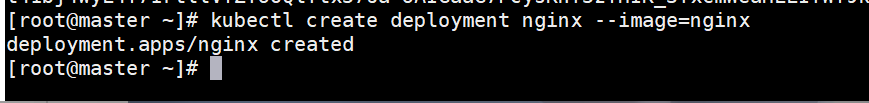 [root@master ~]# kubectl create deployment nginx --image=nginx
deployment.apps/nginx created
[root@master ~]#